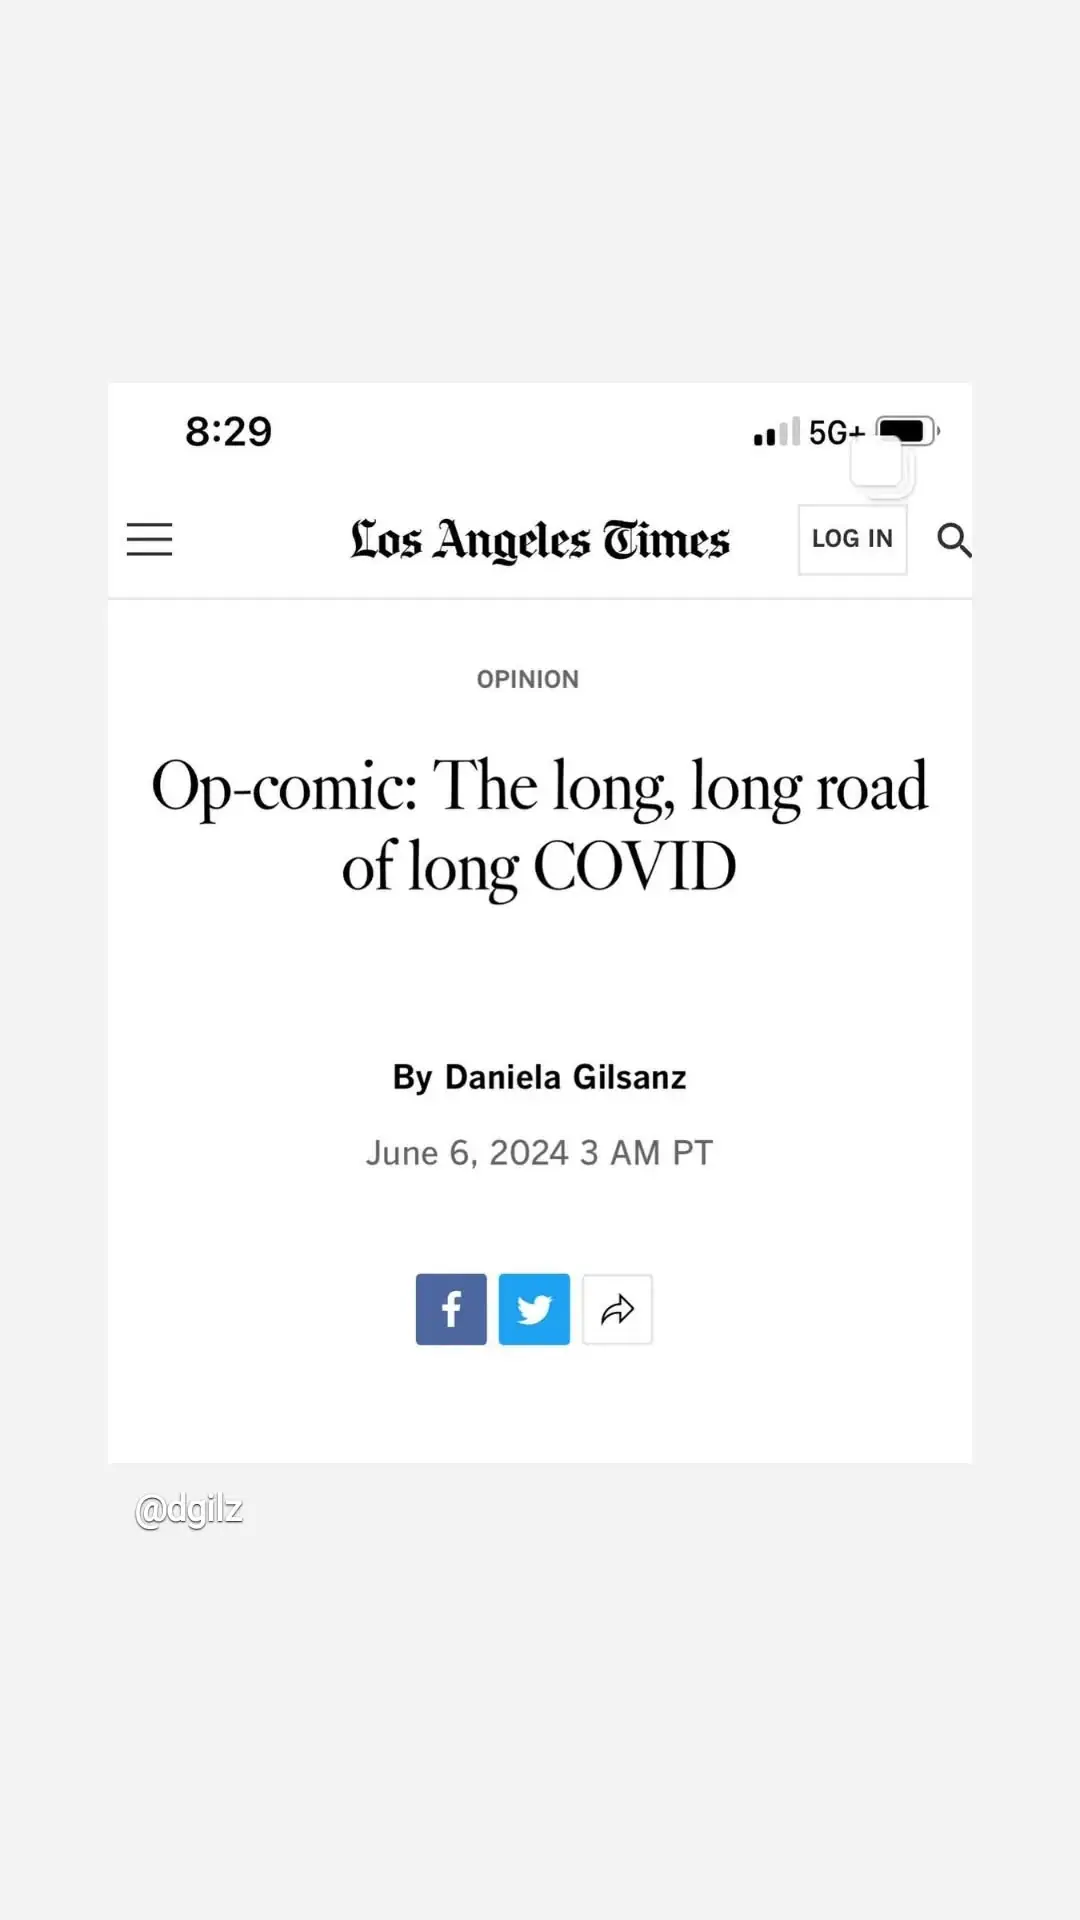 8:29 5G+
Los Angeles Times LOG IN
OPINION
Op-comic: The long, long road
of long COVID
By Daniela Gilsanz
June 6, 2024 3 AM PT
@dgilz